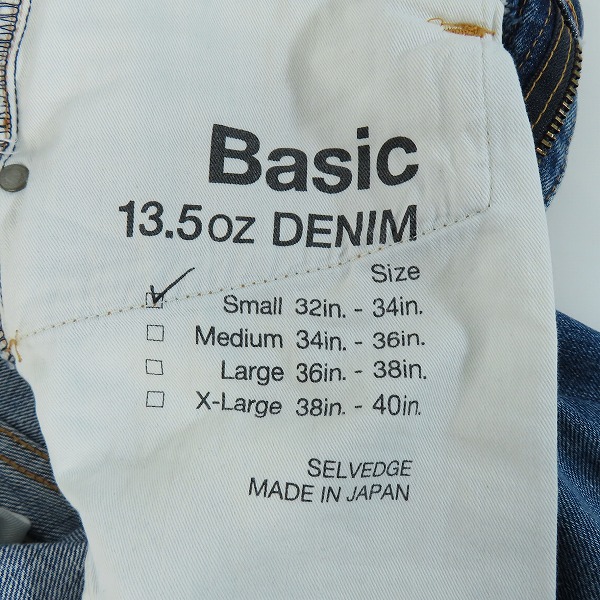 Basic
13.5oz DENIM
Size
Small 32in. - 34in.
Medium 34in. - 36in.
Large 36in. - 38in.
X-Large 38in. - 40in.
SELVEDGE
MADE IN JAPAN